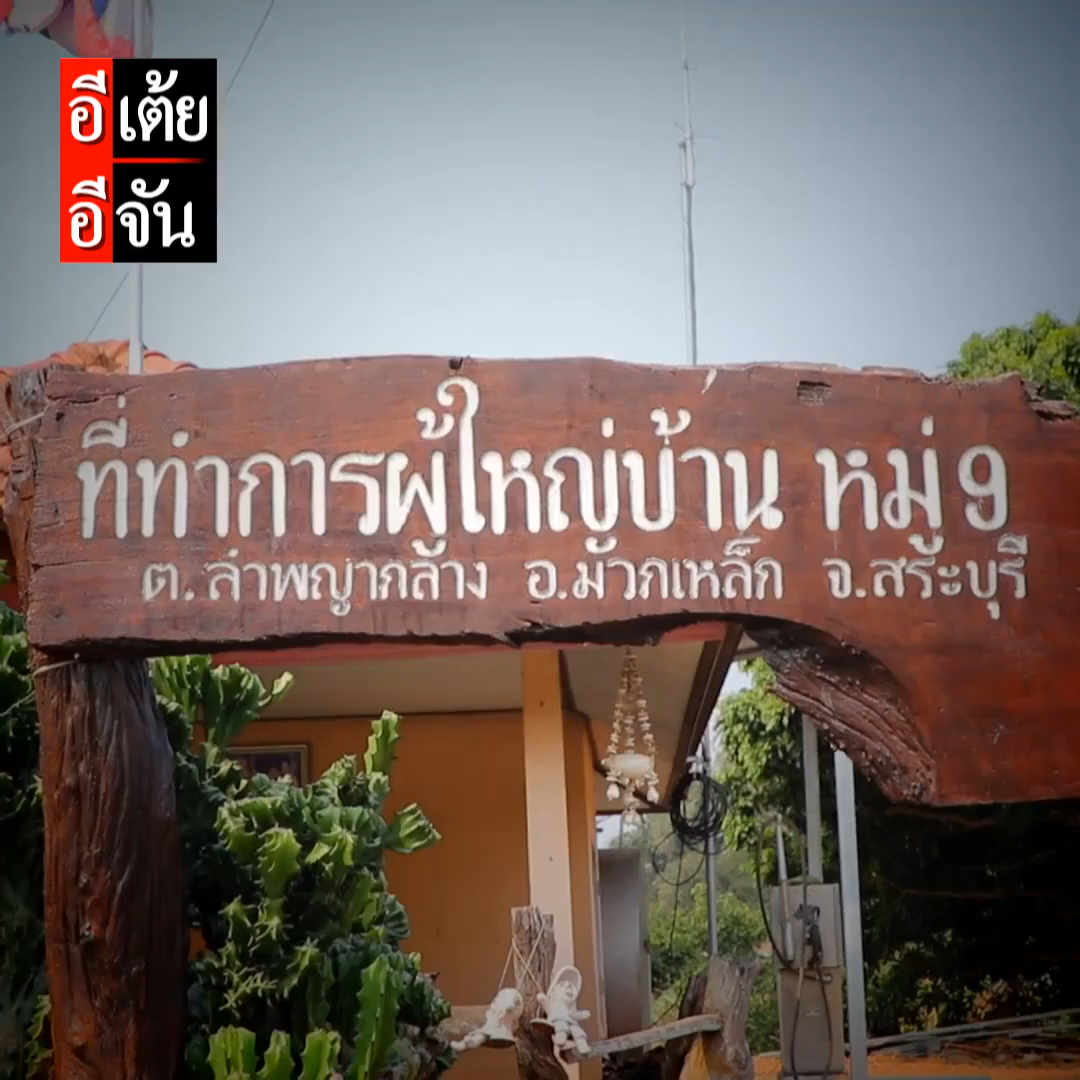 อีเต้ย
อีจัน
ที่ทำการผู้ใหญ่บ้าน หมู่ 9
ต.ลำพญากลาง อ.มวกเหล็ก จ.สระบุรี